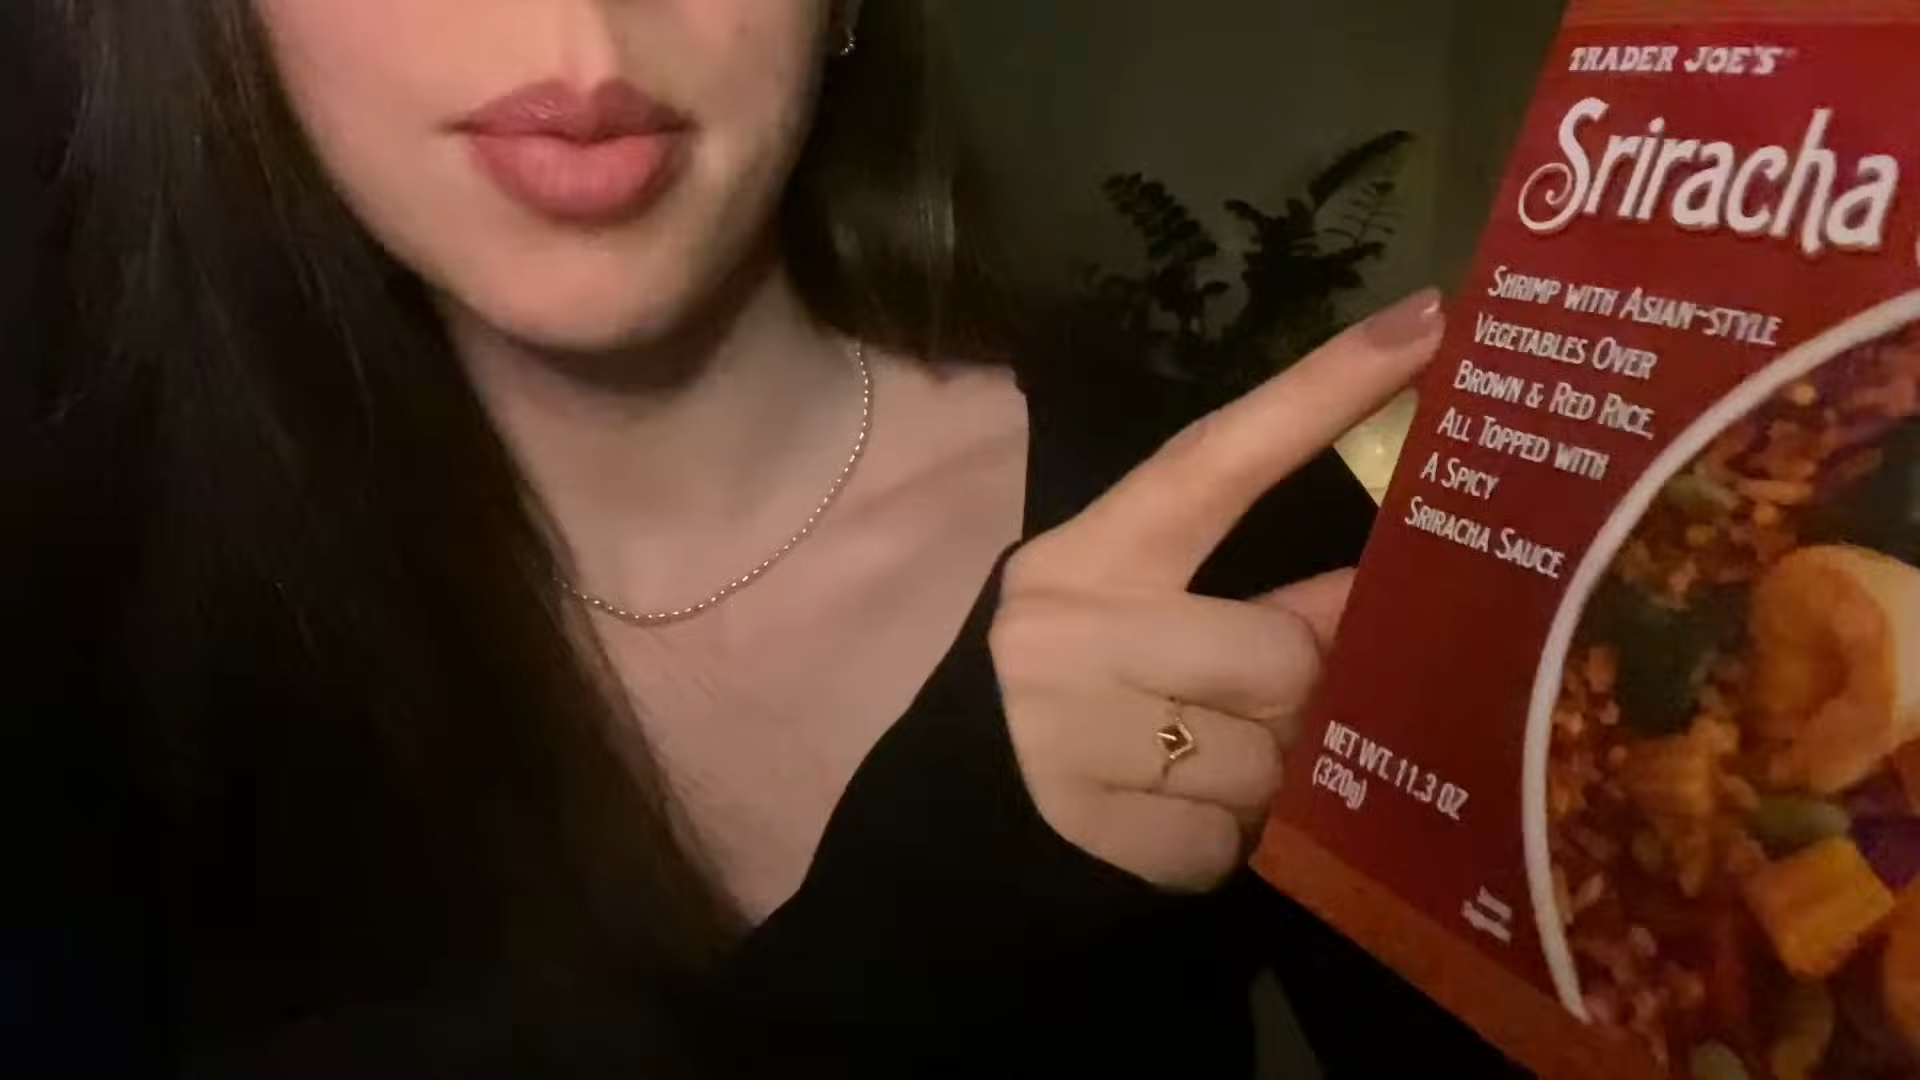 TRADER JOE'S
Sriracha
SHRIMP WITH ASIAN-STYLE
VEGETABLES OVER
BROWN & RED RICE,
ALL TOPPED WITH
A SPICY
SRIRACHA SAUCE
NET WT. 11.3 OZ
(320g)